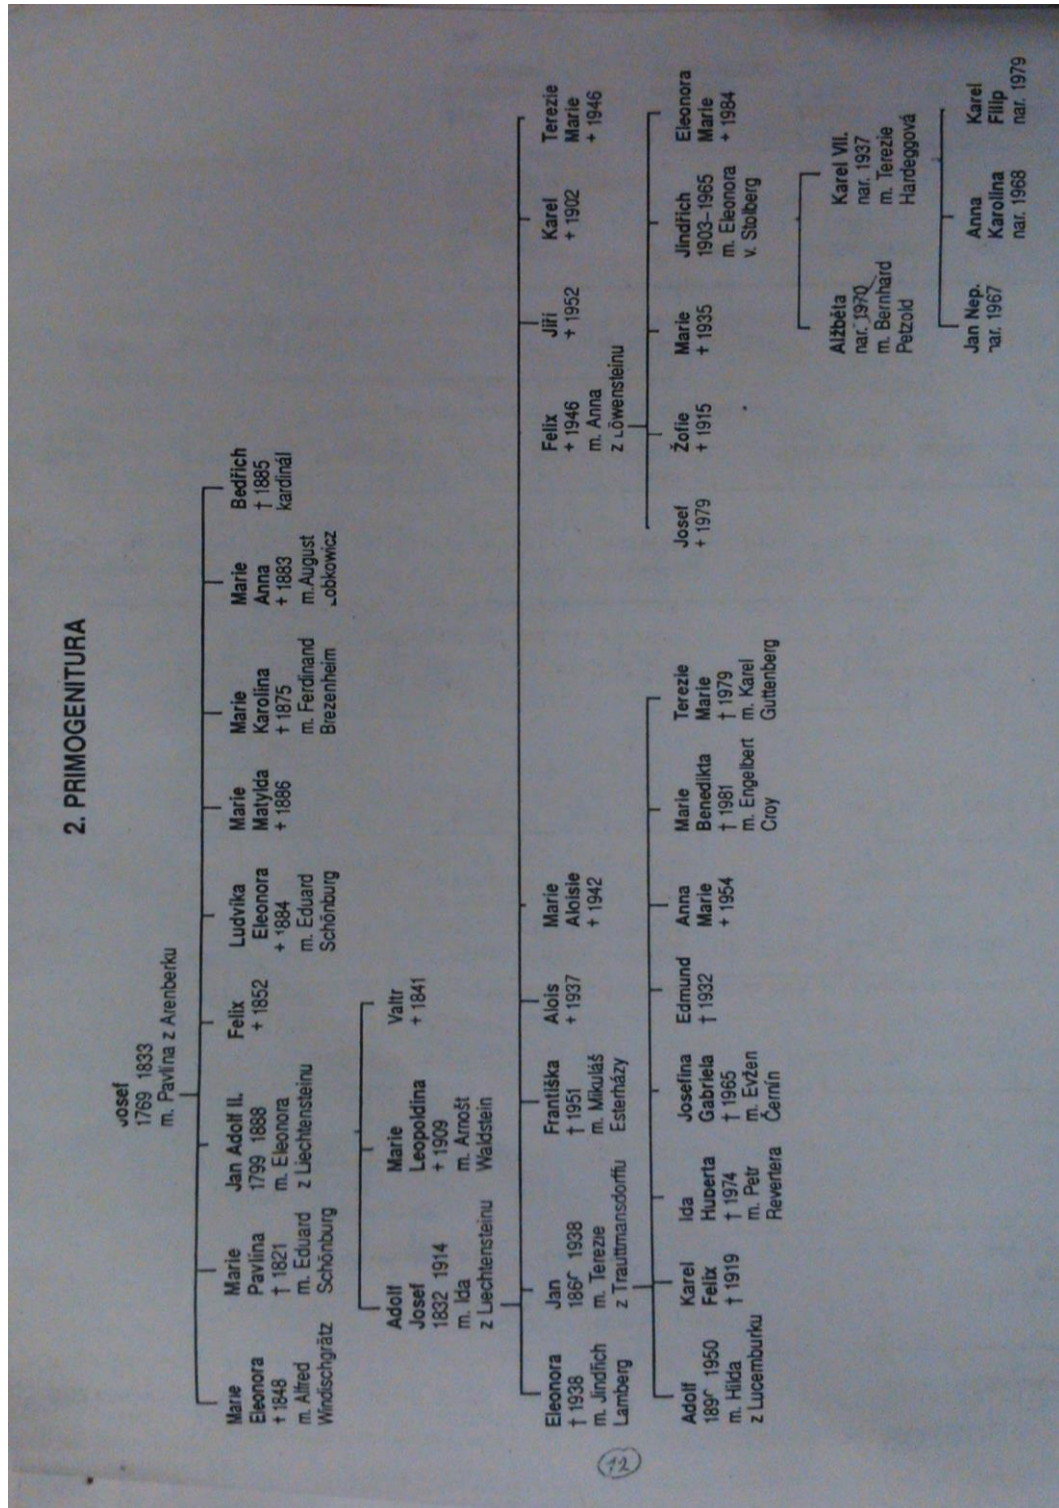 2. PRIMOGENITURA
Josef
1769 1833
m. Pavlína z Arenberku
Marie
Eleonora
+ 1848
m. Alfred
Windischgrätz
Marie
Pavlína
† 1821
m. Eduard
Schönburg
Jan Adolf II.
1799 1888
m. Eleonora
z Liechtensteinu
Felix
+ 1852
Ludvika
Eleonora
+ 1884
m. Eduard
Schönburg
Marie
Matylda
+ 1886
Marie
Karolina
+ 1875
m. Ferdinand
Brezenheim
Marie
Anna
+ 1883
m.August
Lobkowicz
Bedřich
† 1885
kardinál
Adolf
Josef
1832 1914
m. Ida
z Liechtensteinu
Marie
Leopoldina
+ 1909
m. Arnošt
Waldstein
Valtr
+ 1841
Eleonora
† 1938
m. Jindřich
Lamberg
Jan
1938
m. Terezie
z Trauttmansdorffu
Františka
† 1951
m. Mikuláš
Esterházy
Alois
+ 1937
Marie
Aloisie
+ 1942
Felix
+ 1946
m. Anna
z Löwensteinu
Jiří
+ 1952
Karel
+ 1902
Terezie
Marie
+ 1946
Adolf
1950
m. Hilda
z Lucemburku
Karel
Felix
† 1919
Ida
Huberta
† 1974
m. Petr
Revertera
Josefina
Gabriela
† 1965
m. Evžen
Černín
Edmund
† 1932
Anna
Marie
+ 1954
Marie
Benedikta
† 1981
m. Engelbert
Croy
Terezie
Marie
† 1979
m. Karel
Guttenberg
Josef
+ 1979
Žofie
+ 1915
Marie
+ 1935
Jindřich
1903–1965
m. Eleonora
v. Stolberg
Eleonora
Marie
+ 1984
Alžběta
nar. 1970
m. Bernhard
Petzold
Karel VII.
nar. 1937
m. Terezie
Hardeggová
Jan Nep.
nar. 1967
Anna
Karolina
nar. 1968
Karel
Filip
nar. 1979
12